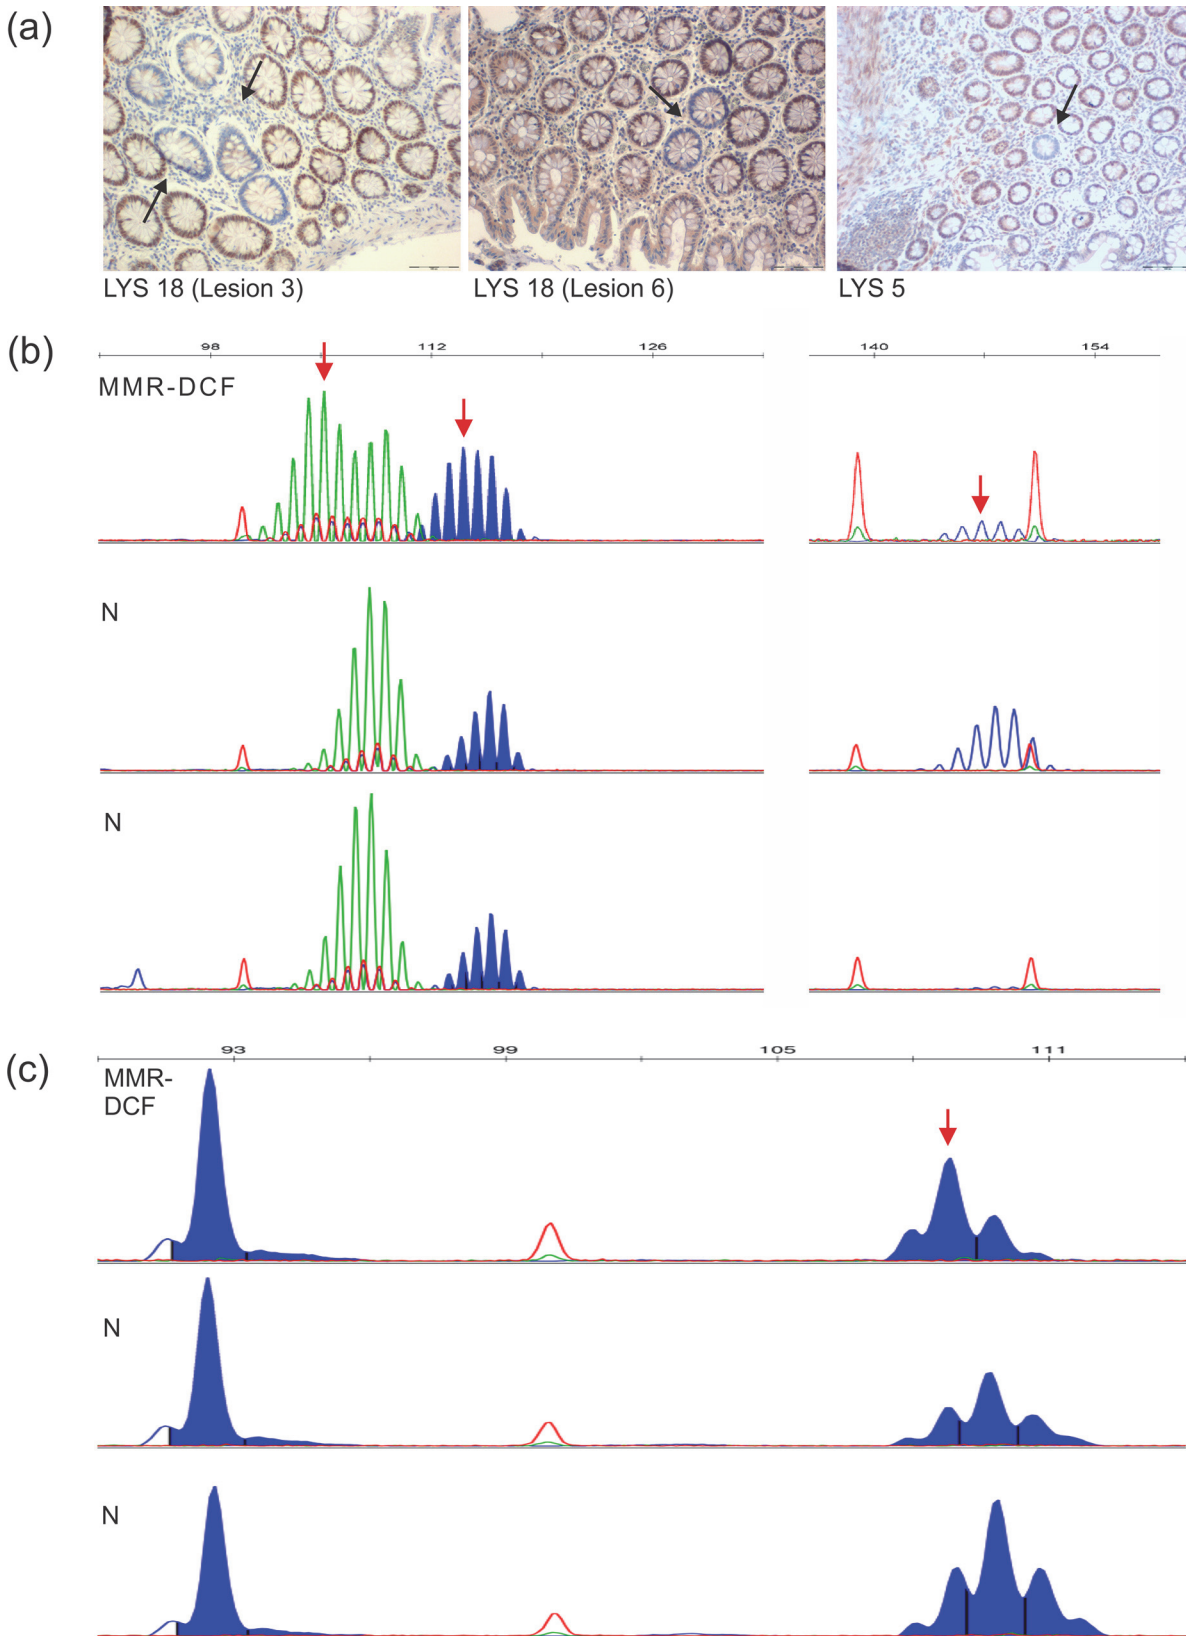 (a)
LYS 18 (Lesion 3) LYS 18 (Lesion 6) LYS 5
(b)
98 112 126 140 154
MMR-DCF
N
N
(c)
93 99 105 111
MMR-
DCF
N
N